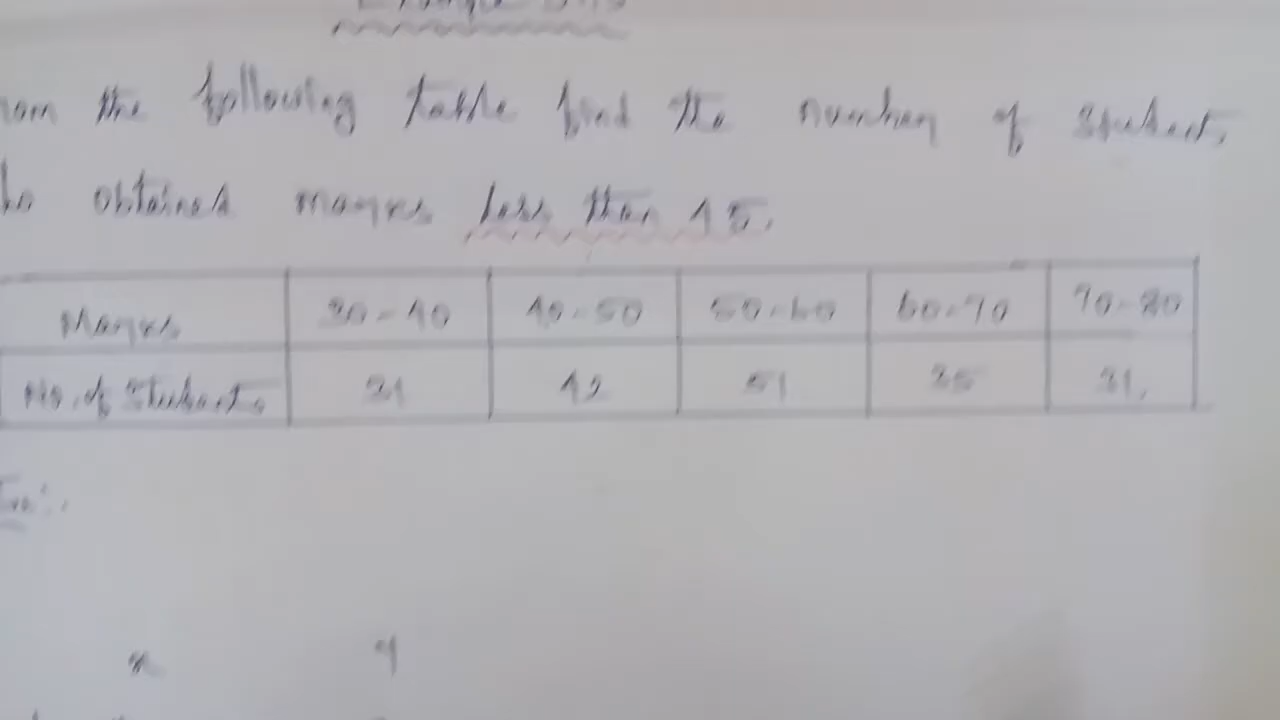 the following table find the number of students
obtained marks less than 45.
Marks 30-40 40-50 50-60 60-70 70-80
No. of Students 31 42 51 35 31.
x y